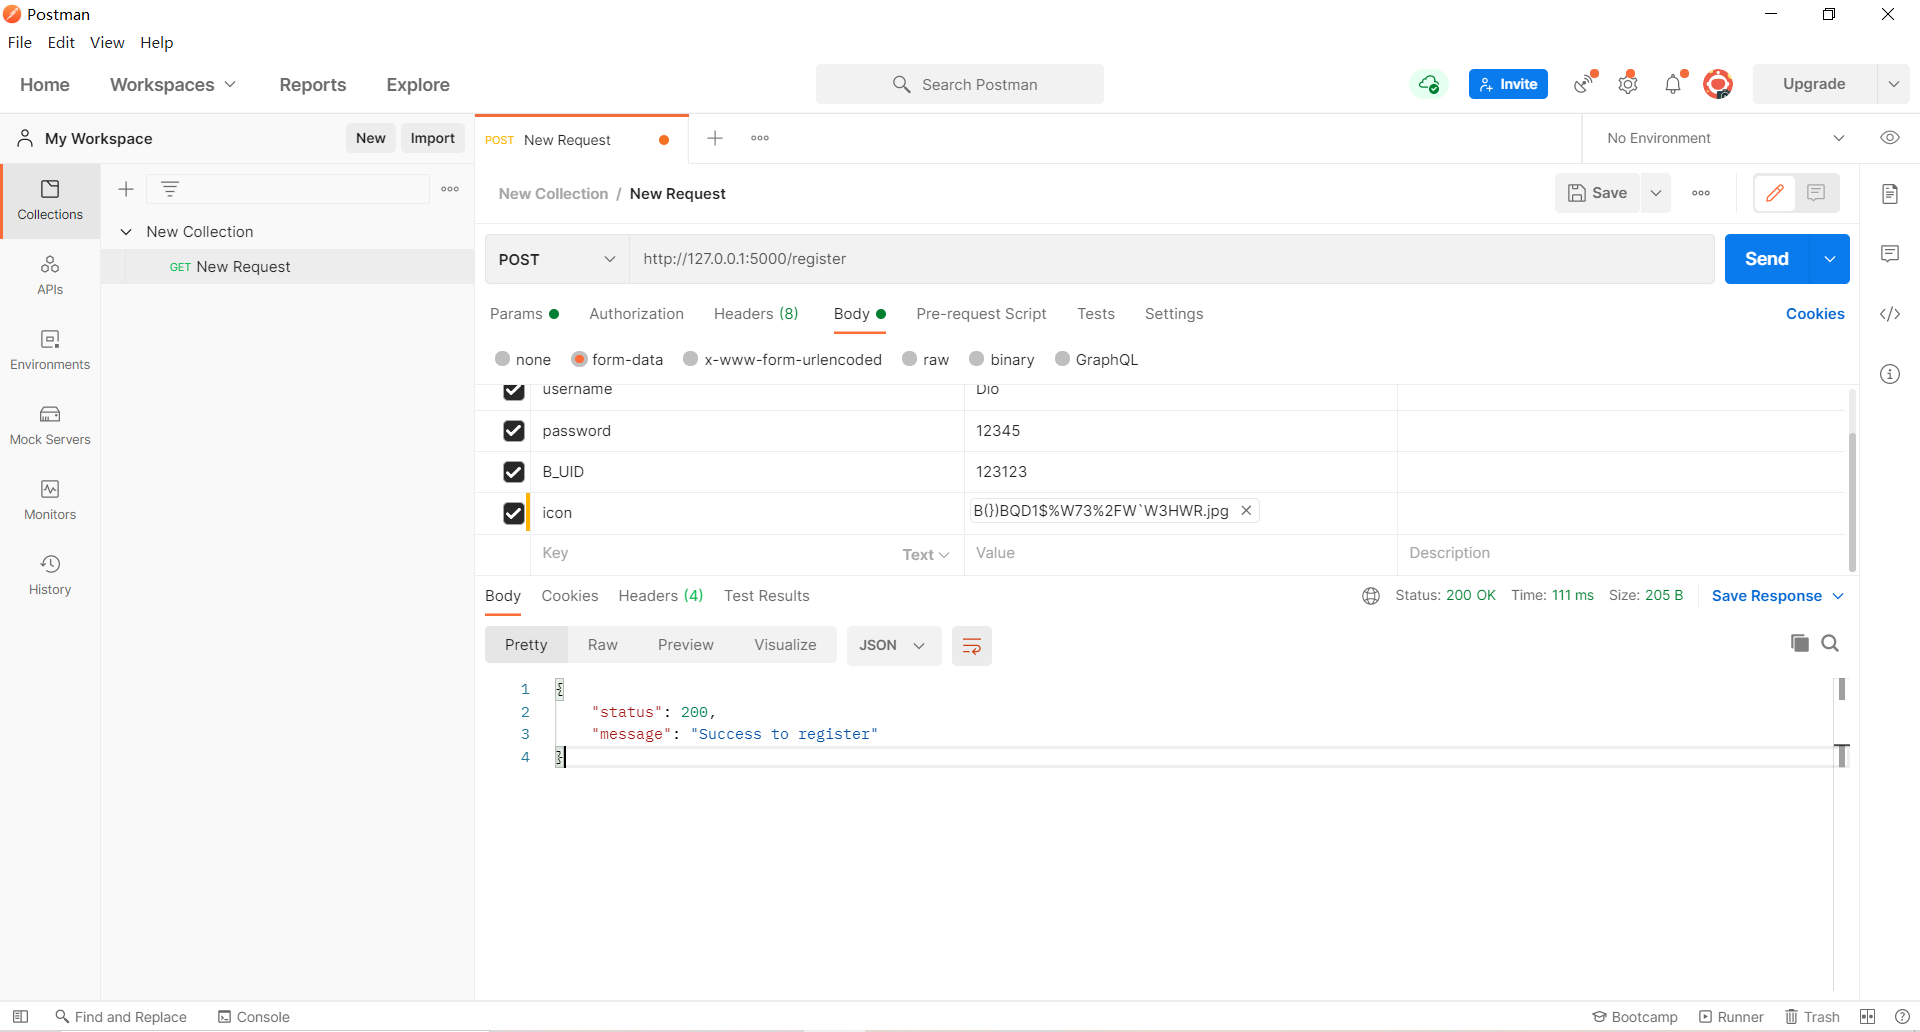 Postman
File Edit View Help
Home Workspaces Reports Explore Search Postman Invite Upgrade
My Workspace New Import POST New Request No Environment
Collections
APIs
Environments
Mock Servers
Monitors
History
New Collection
GET New Request
New Collection / New Request Save
POST http://127.0.0.1:5000/register Send
Params Authorization Headers (8) Body Pre-request Script Tests Settings Cookies
none form-data x-www-form-urlencoded raw binary GraphQL
username Dio
password 12345
B_UID 123123
icon B(})BQD1$%W73%2FW`W3HWR.jpg
Key Text Value Description
Body Cookies Headers (4) Test Results Status: 200 OK Time: 111 ms Size: 205 B Save Response
Pretty Raw Preview Visualize JSON
1 {
2 "status": 200,
3 "message": "Success to register"
4 }
Find and Replace Console Bootcamp Runner Trash